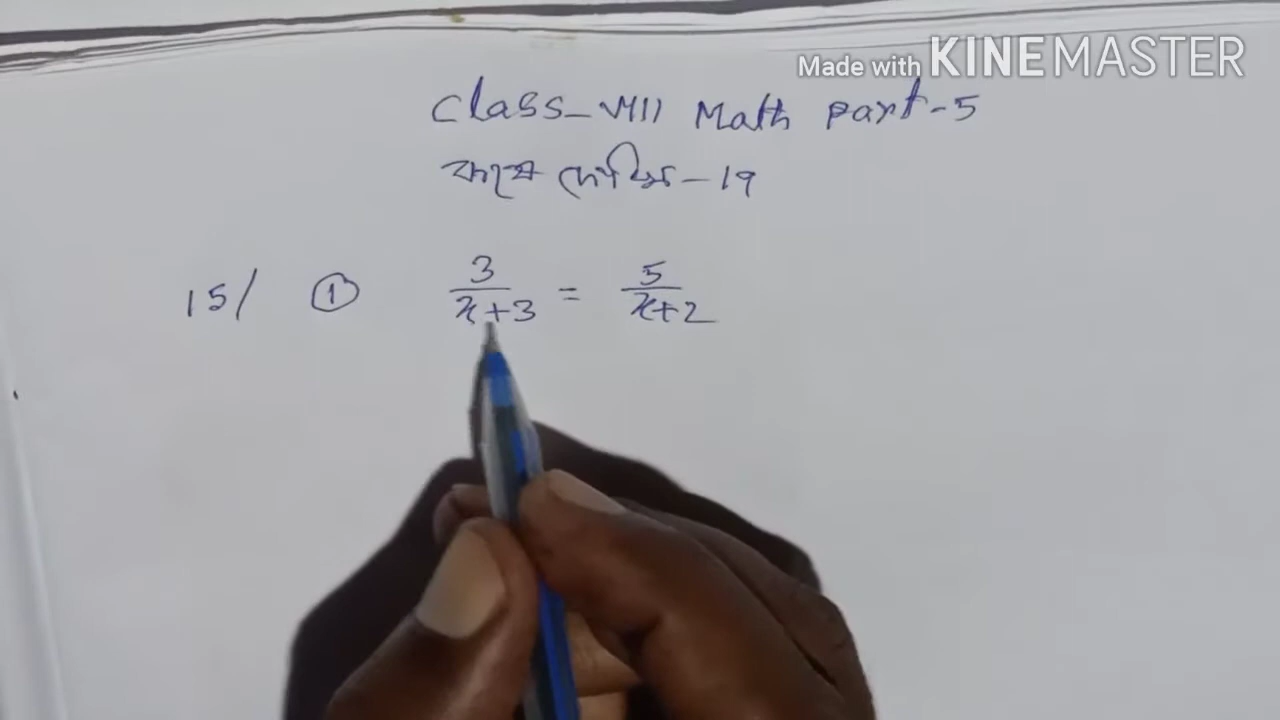 Made with KINEMASTER
Class-VIII Math part-5
কষে দেখি-19
15/ ① 3/x+3 = 5/x+2